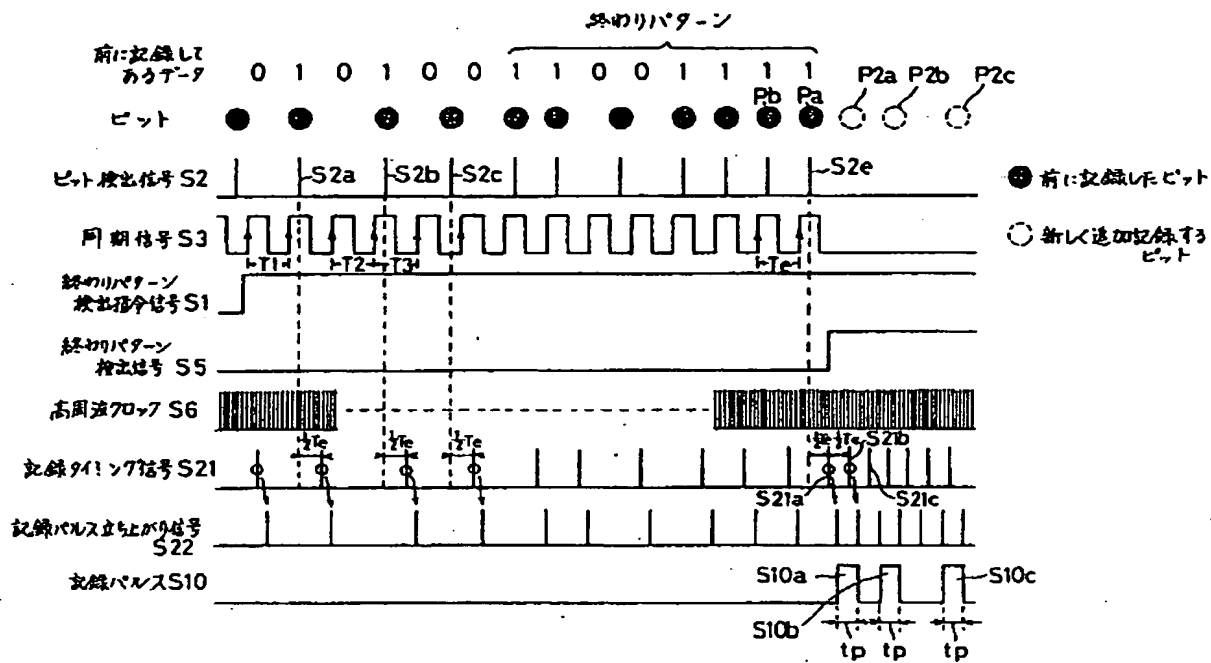 終わりパターン
前に記録して
あるデータ
0 1 0 1 0 0 1 1 0 0 1 1 1 1
ピット
Pb Pa P2a P2b P2c
ピット検出信号 S2
S2a S2b S2c S2e
前に記録したピット
同期信号 S3
T1 T2 T3 Te
新しく追加記録する
ピット
終わりパターン
検出指令信号 S1
終わりパターン
検出信号 S5
高周波クロック S6
½Te ½Te ½Te ½Te S21b
記録タイミング信号 S21
S21a S21c
記録パルス立ち上がり信号
S22
記録パルス S10
S10a S10c
S10b
tp tp tp